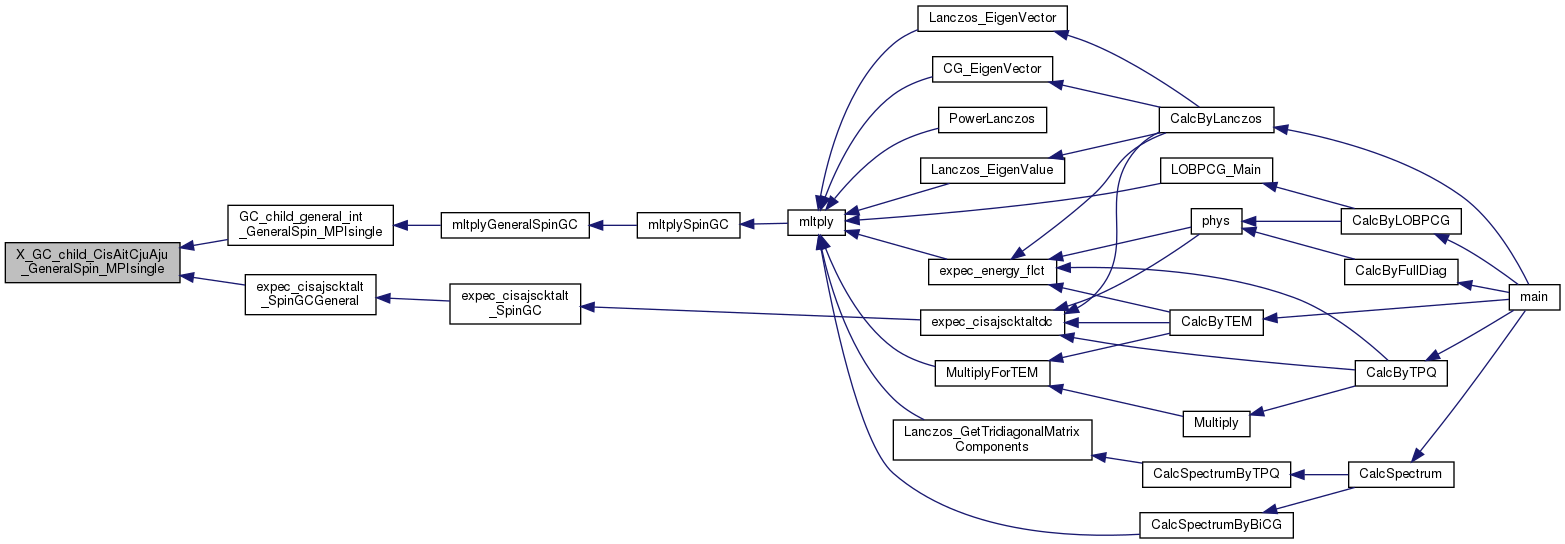 X_GC_child_CisAitCjuAju
_GeneralSpin_MPIsingle
GC_child_general_int
_GeneralSpin_MPIsingle
expec_cisajscktalt
_SpinGCGeneral
mltplyGeneralSpinGC
expec_cisajscktalt
_SpinGC
mltplySpinGC
mltply
Lanczos_EigenVector
CG_EigenVector
PowerLanczos
Lanczos_EigenValue
expec_energy_flct
expec_cisajscktaltdc
MultiplyForTEM
Lanczos_GetTridiagonalMatrix
Components
CalcByLanczos
LOBPCG_Main
phys
CalcByTEM
Multiply
CalcSpectrumByTPQ
CalcSpectrumByBiCG
CalcByLOBPCG
CalcByFullDiag
CalcByTPQ
CalcSpectrum
main